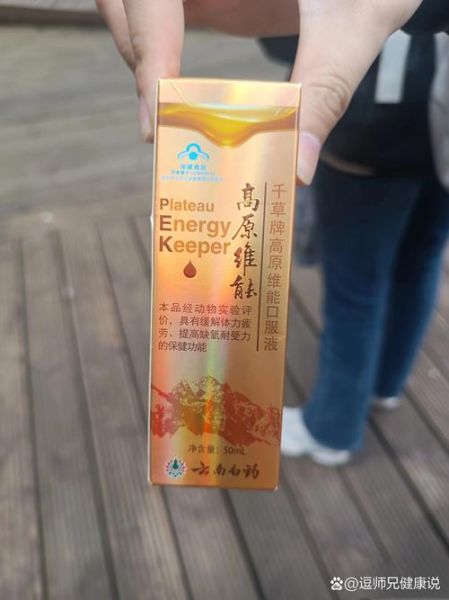 保健食品
Plateau
Energy
Keeper
高原维能
千草牌高原维能口服液
本品经动物实验评
价，具有缓解体力疲
劳、提高缺氧耐受力
的保健功能
净含量：50mL
云南白药
@逗师兄健康说